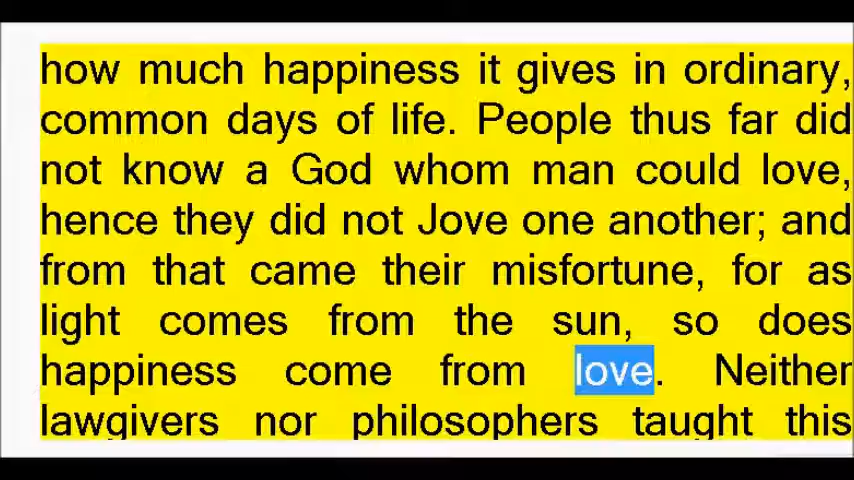 how much happiness it gives in ordinary,
common days of life. People thus far did
not know a God whom man could love,
hence they did not Jove one another; and
from that came their misfortune, for as
light comes from the sun, so does
happiness come from love. Neither
lawgivers nor philosophers taught this